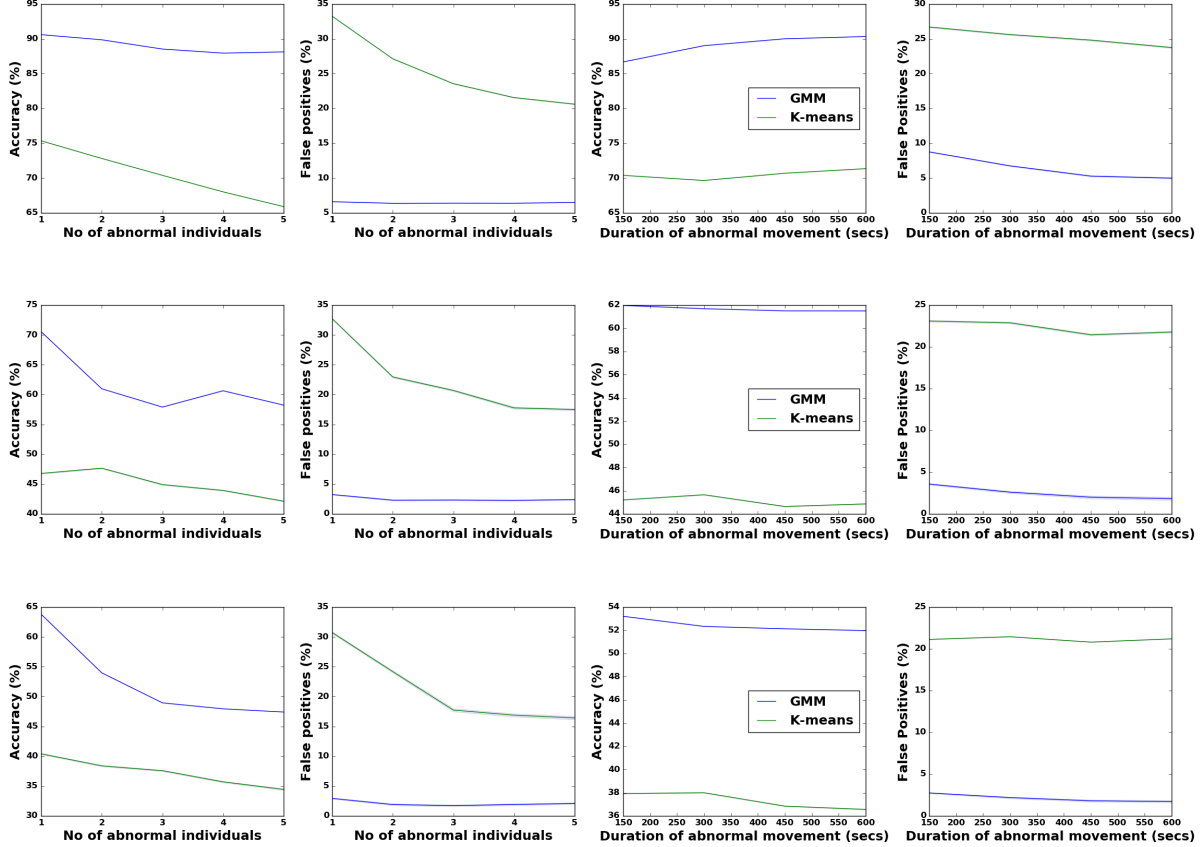 95
90
85
80
75
70
65
Accuracy (%)
1 2 3 4 5
No of abnormal individuals
35
30
25
20
15
10
5
False positives (%)
1 2 3 4 5
No of abnormal individuals
95
90
85
80
75
70
65
Accuracy (%)
GMM
K-means
150 200 250 300 350 400 450 500 550 600
Duration of abnormal movement (secs)
30
25
20
15
10
5
0
False Positives (%)
150 200 250 300 350 400 450 500 550 600
Duration of abnormal movement (secs)
75
70
65
60
55
50
45
40
Accuracy (%)
1 2 3 4 5
No of abnormal individuals
35
30
25
20
15
10
5
0
False positives (%)
1 2 3 4 5
No of abnormal individuals
62
60
58
56
54
52
50
48
46
44
Accuracy (%)
GMM
K-means
150 200 250 300 350 400 450 500 550 600
Duration of abnormal movement (secs)
25
20
15
10
5
0
False Positives (%)
150 200 250 300 350 400 450 500 550 600
Duration of abnormal movement (secs)
65
60
55
50
45
40
35
30
Accuracy (%)
1 2 3 4 5
No of abnormal individuals
35
30
25
20
15
10
5
0
False positives (%)
1 2 3 4 5
No of abnormal individuals
54
52
50
48
46
44
42
40
38
36
Accuracy (%)
GMM
K-means
150 200 250 300 350 400 450 500 550 600
Duration of abnormal movement (secs)
25
20
15
10
5
0
False Positives (%)
150 200 250 300 350 400 450 500 550 600
Duration of abnormal movement (secs)